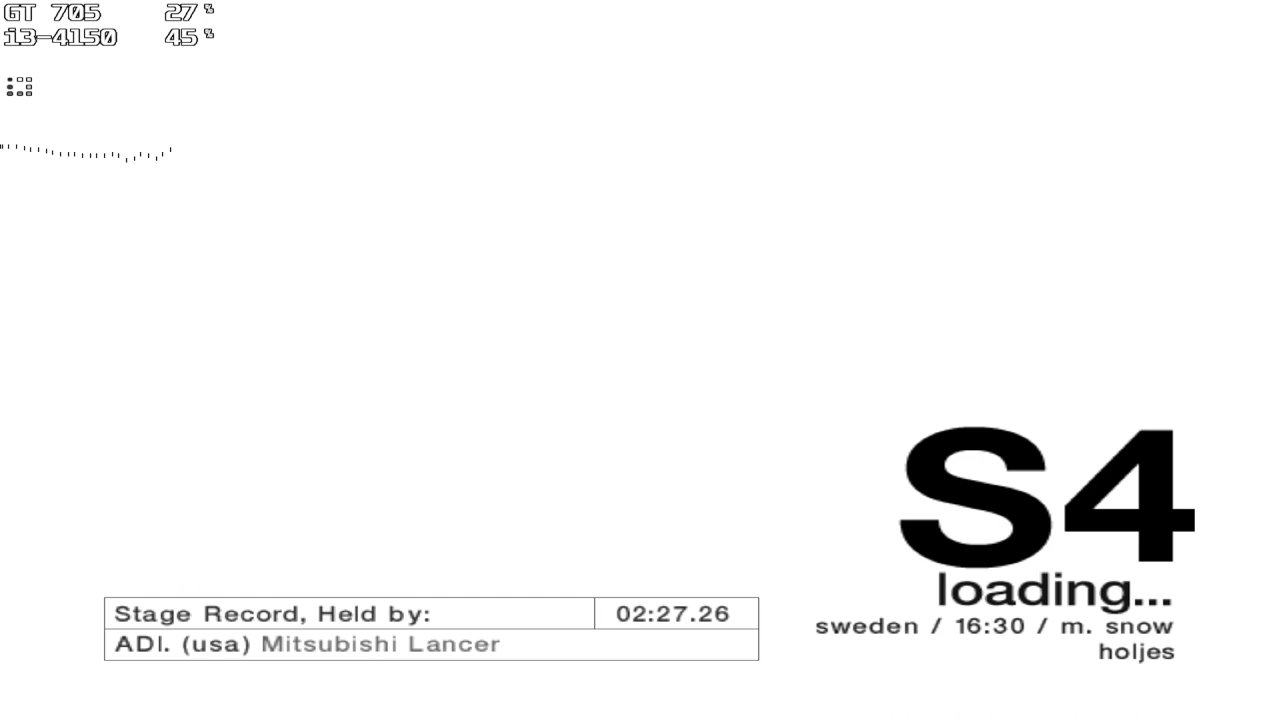 GT 705 27 %
i3-4150 45 %
S4
loading...
sweden / 16:30 / m. snow
holjes
Stage Record, Held by: 02:27.26
ADI. (usa) Mitsubishi Lancer